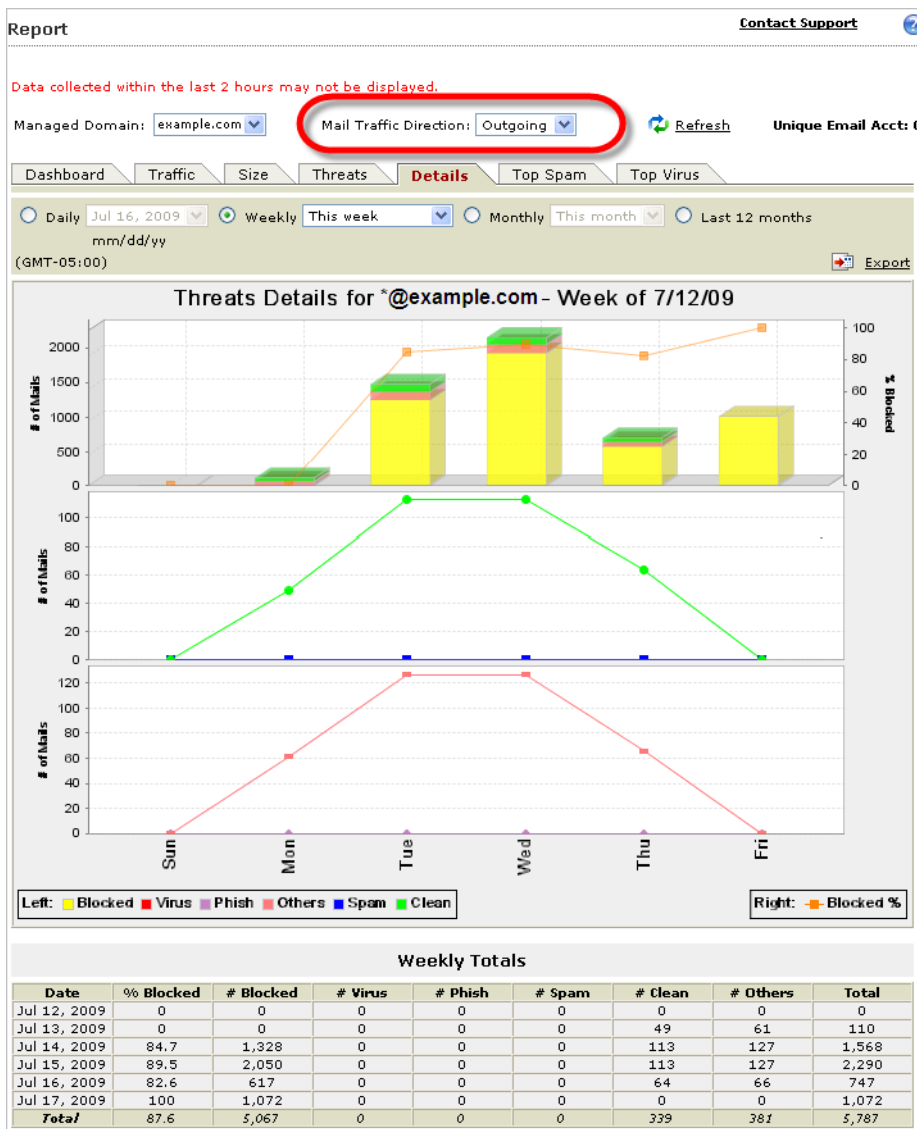 Report
Contact Support
Data collected within the last 2 hours may not be displayed.
Managed Domain: example.com Mail Traffic Direction: Outgoing Refresh Unique Email Acct:
Dashboard Traffic Size Threats Details Top Spam Top Virus
Daily Jul 16, 2009 Weekly This week Monthly This month Last 12 months
mm/dd/yy
(GMT-05:00)
Export
Threats Details for *@example.com - Week of 7/12/09
# of Mails
2000
1500
1000
500
0
100
80
60
40
20
0
% Blocked
# of Mails
100
80
60
40
20
0
# of Mails
120
100
80
60
40
20
0
Sun Mon Tue Wed Thu Fri
Left: Blocked Virus Phish Others Spam Clean
Right: Blocked %
Weekly Totals
Date % Blocked # Blocked # Virus # Phish # Spam # Clean # Others Total
Jul 12, 2009 0 0 0 0 0 0 0 0
Jul 13, 2009 0 0 0 0 0 49 61 110
Jul 14, 2009 84.7 1,328 0 0 0 113 127 1,568
Jul 15, 2009 89.5 2,050 0 0 0 113 127 2,290
Jul 16, 2009 82.6 617 0 0 0 64 66 747
Jul 17, 2009 100 1,072 0 0 0 0 0 1,072
Total 87.6 5,067 0 0 0 339 381 5,787